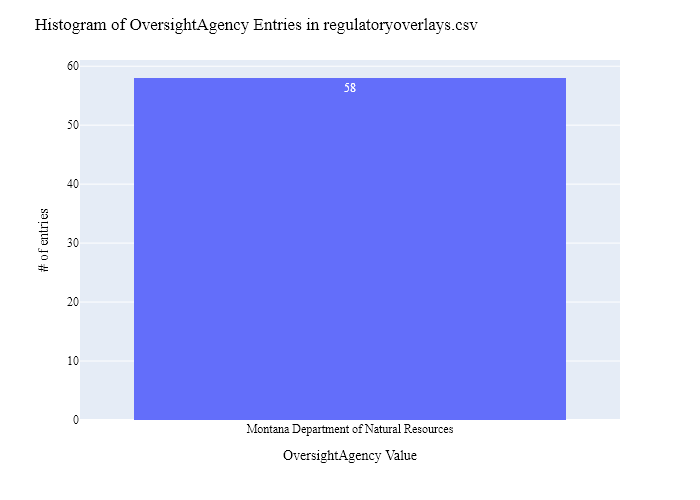 Histogram of OversightAgency Entries in regulatoryoverlays.csv
60
58
50
40
30
20
10
0
# of entries
Montana Department of Natural Resources
OversightAgency Value